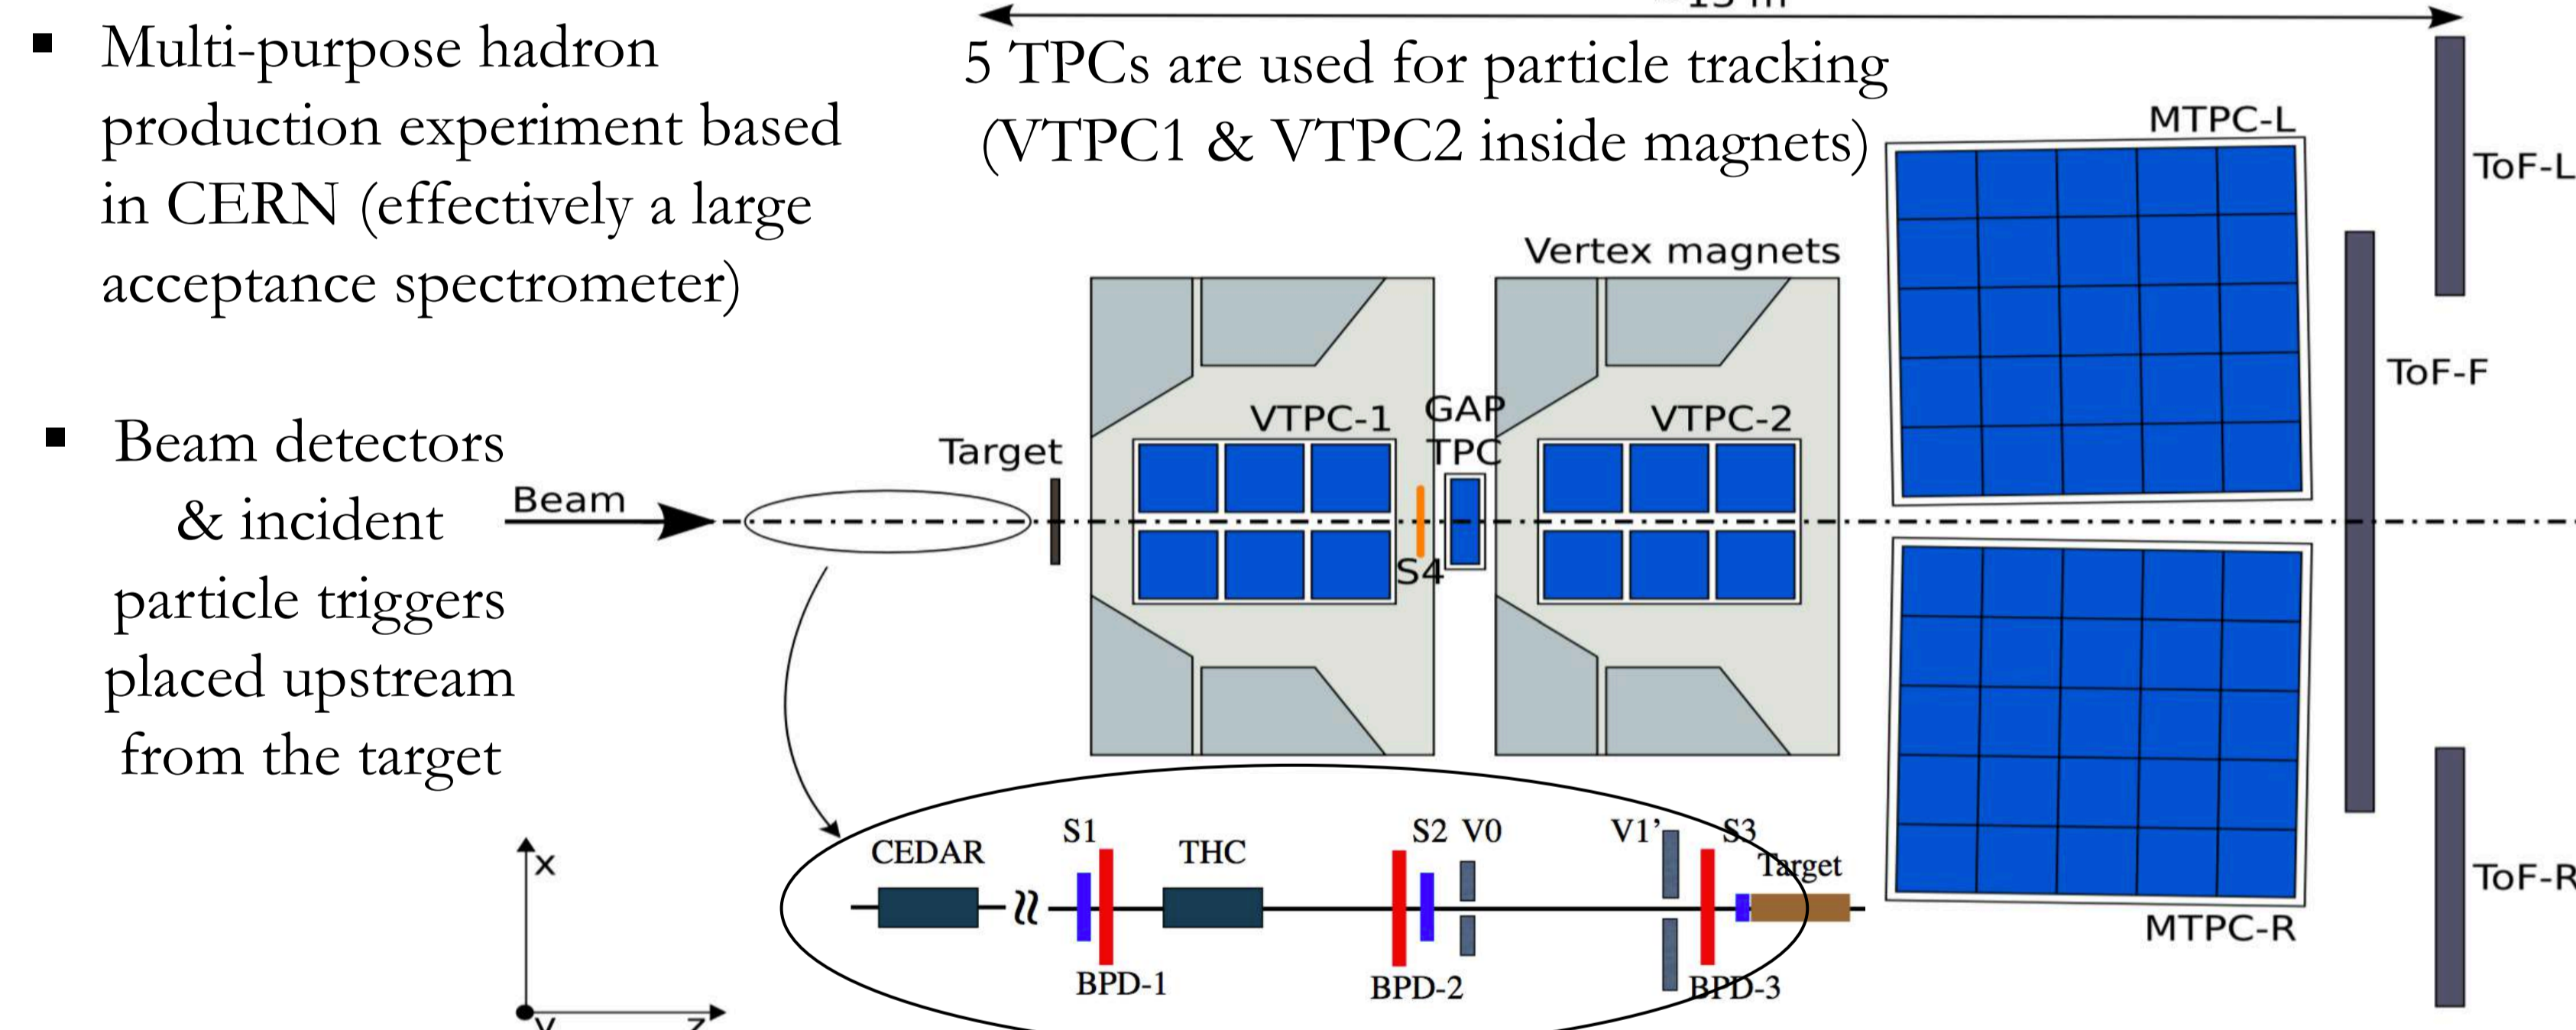 ▪ Multi-purpose hadron
production experiment based
in CERN (effectively a large
acceptance spectrometer)
▪ Beam detectors
& incident
particle triggers
placed upstream
from the target
5 TPCs are used for particle tracking
(VTPC1 & VTPC2 inside magnets)
MTPC-L
ToF-L
Vertex magnets
ToF-F
VTPC-1
GAP
TPC
VTPC-2
Target
Beam
S4
S1
S2 V0
V1’
S3
CEDAR
THC
Target
BPD-1
BPD-2
BPD-3
x
y
z
ToF-R
MTPC-R